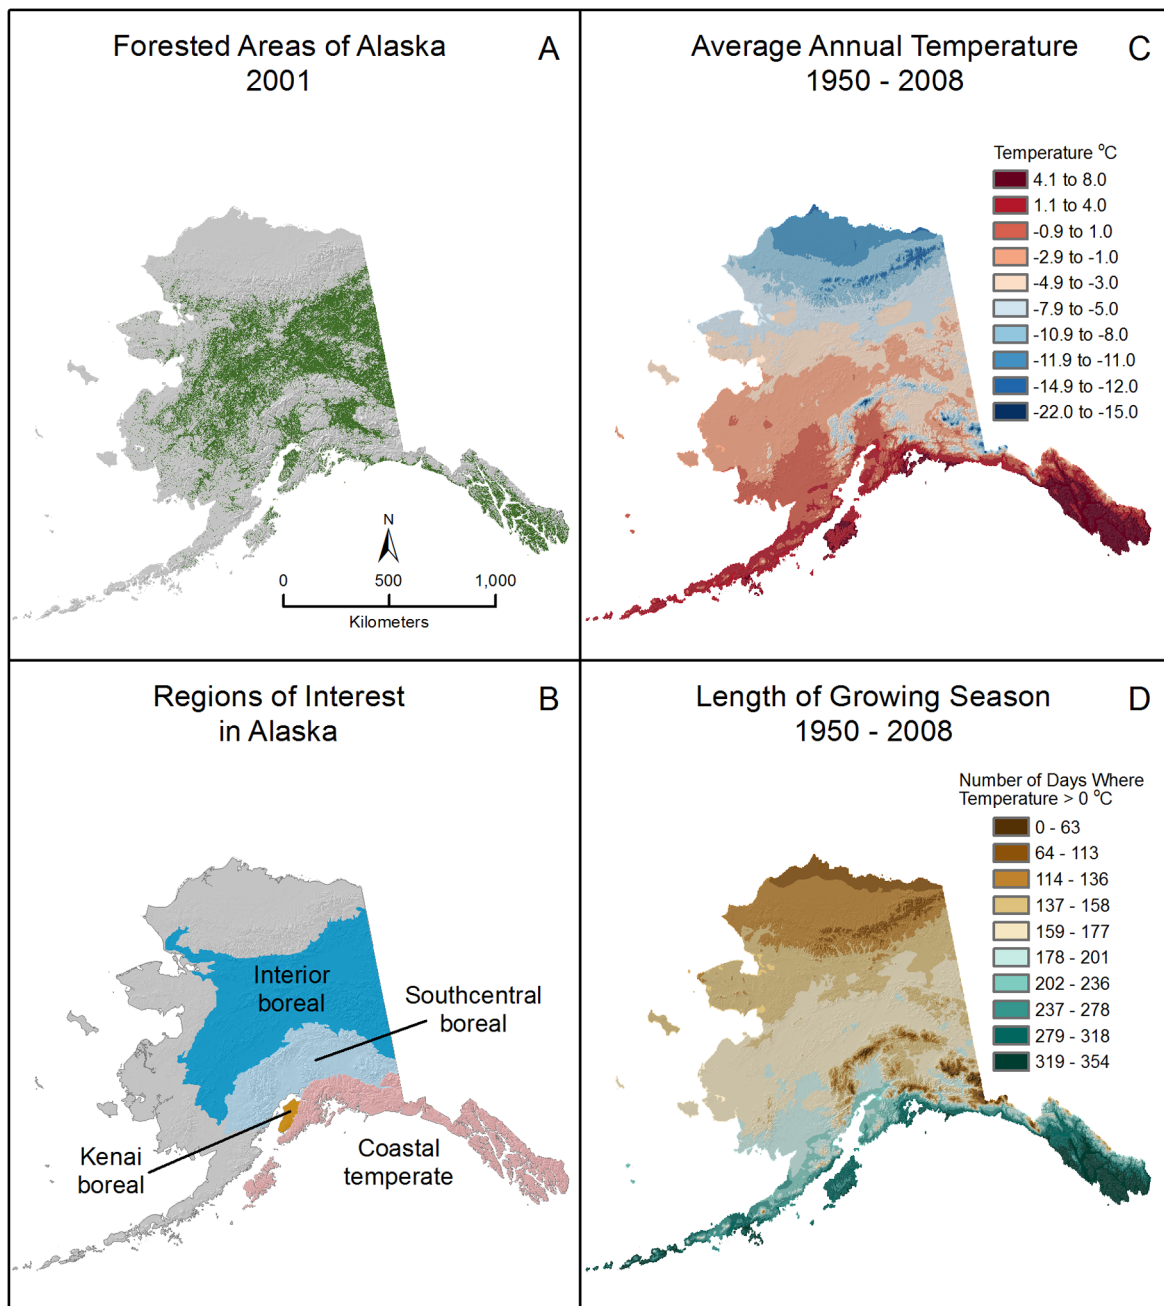 Forested Areas of Alaska
2001
A
N
0
500
1,000
Kilometers
Average Annual Temperature
1950 - 2008
C
Temperature °C
4.1 to 8.0
1.1 to 4.0
-0.9 to 1.0
-2.9 to -1.0
-4.9 to -3.0
-7.9 to -5.0
-10.9 to -8.0
-11.9 to -11.0
-14.9 to -12.0
-22.0 to -15.0
Regions of Interest
in Alaska
B
Interior
boreal
Southcentral
boreal
Kenai
boreal
Coastal
temperate
Length of Growing Season
1950 - 2008
D
Number of Days Where
Temperature > 0 °C
0 - 63
64 - 113
114 - 136
137 - 158
159 - 177
178 - 201
202 - 236
237 - 278
279 - 318
319 - 354